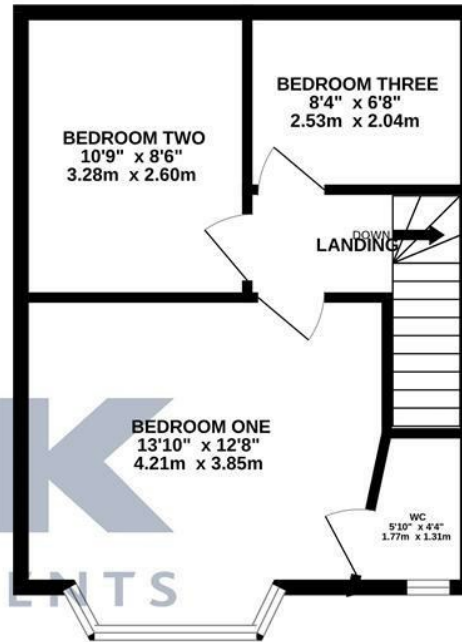 BEDROOM THREE
8'4" x 6'8"
2.53m x 2.04m
BEDROOM TWO
10'9" x 8'6"
3.28m x 2.60m
DOWN
LANDING
BEDROOM ONE
13'10" x 12'8"
4.21m x 3.85m
WC
5'10" x 4'4"
1.77m x 1.31m
K
ENTS